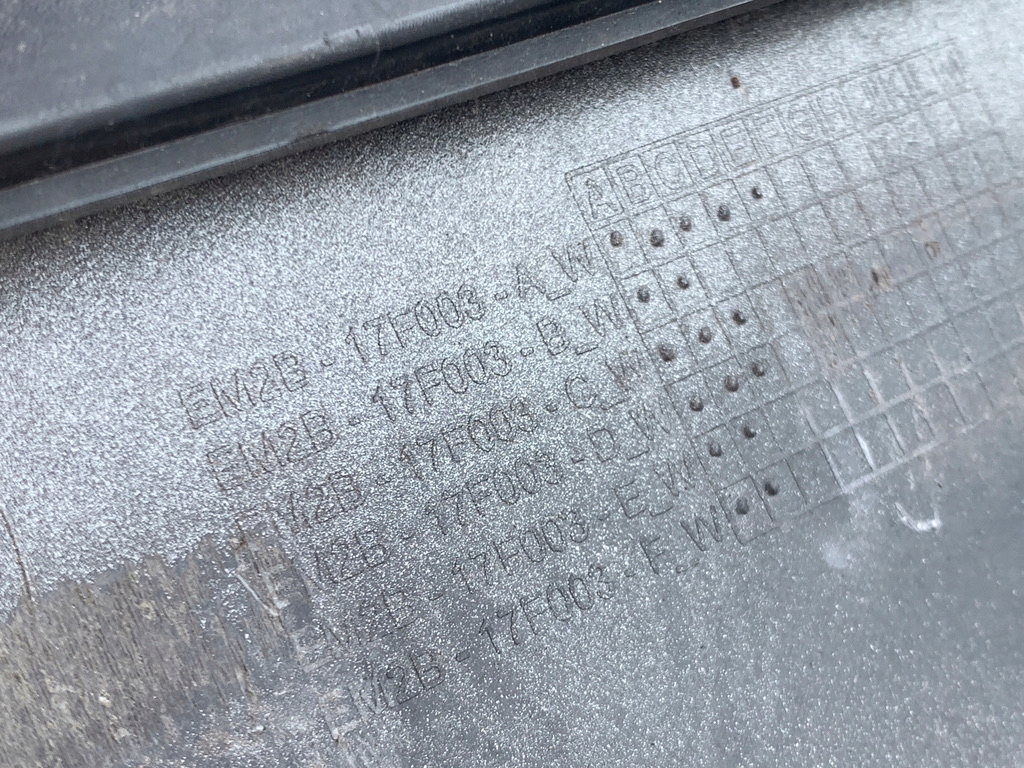 A B C D E F G H J K L M
EM2B - 17F003 - A_W
EM2B - 17F003 - B_W
EM2B - 17F003 - C_W
EM2B - 17F003 - D_W
EM2B - 17F003 - E_W
EM2B - 17F003 - F_W